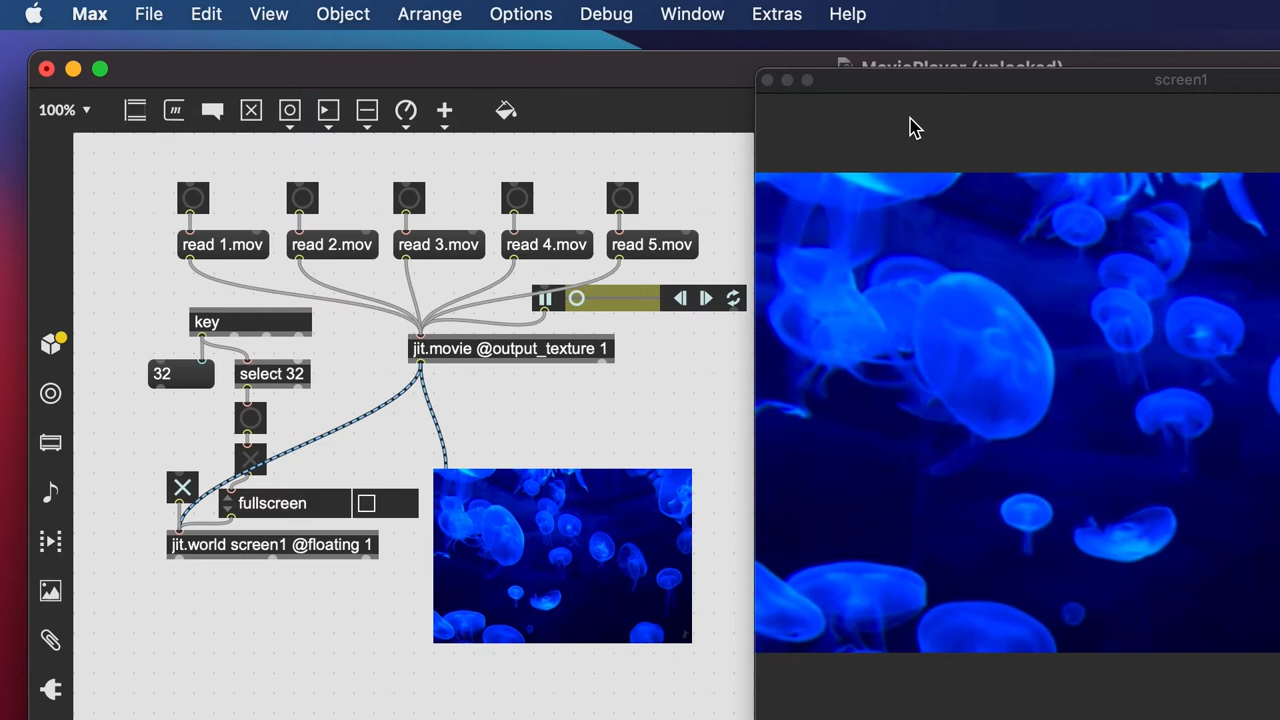 Max File Edit View Object Arrange Options Debug Window Extras Help
MoviePlayer (unlocked)
screen1
100%
m
read 1.mov read 2.mov read 3.mov read 4.mov read 5.mov
key
jit.movie @output_texture 1
32 select 32
fullscreen
jit.world screen1 @floating 1